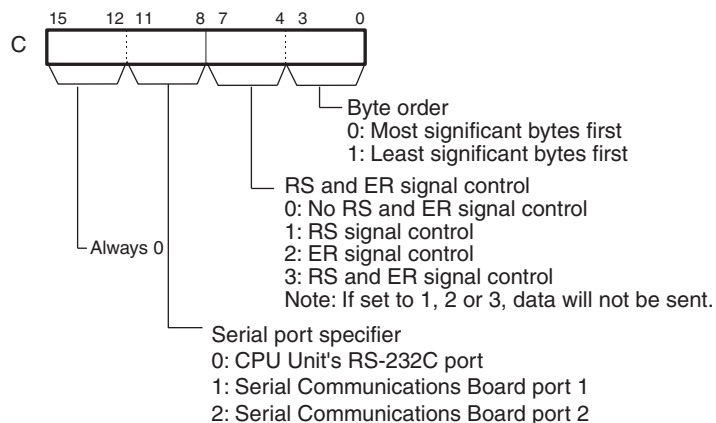 15 12 11 8 7 4 3 0
C
Byte order
0: Most significant bytes first
1: Least significant bytes first
RS and ER signal control
0: No RS and ER signal control
1: RS signal control
2: ER signal control
3: RS and ER signal control
Note: If set to 1, 2 or 3, data will not be sent.
Always 0
Serial port specifier
0: CPU Unit's RS-232C port
1: Serial Communications Board port 1
2: Serial Communications Board port 2